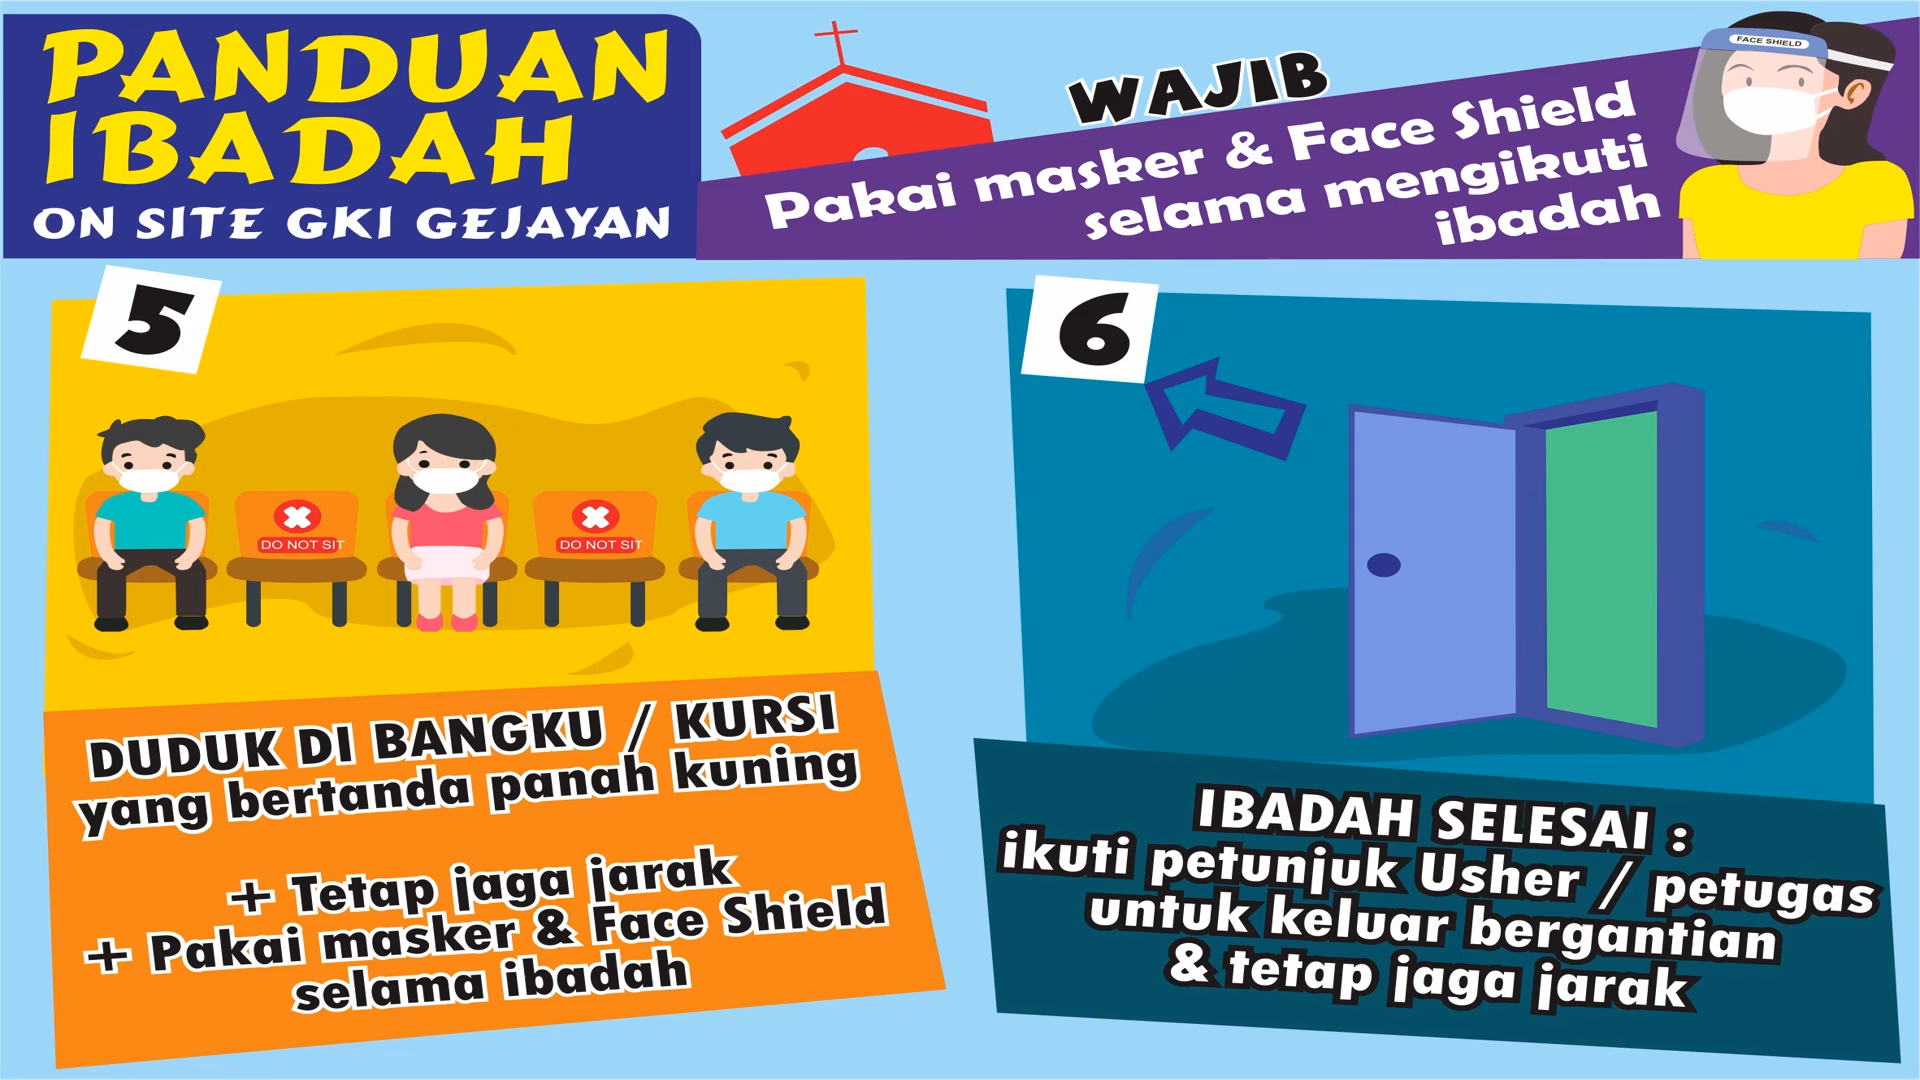 PANDUAN
IBADAH
ON SITE GKI GEJAYAN
WAJIB
Pakai masker & Face Shield
selama mengikuti
ibadah
FACE SHIELD
5
DO NOT SIT
DO NOT SIT
DUDUK DI BANGKU / KURSI
yang bertanda panah kuning
+ Tetap jaga jarak
+ Pakai masker & Face Shield
selama ibadah
6
IBADAH SELESAI :
ikuti petunjuk Usher / petugas
untuk keluar bergantian
& tetap jaga jarak